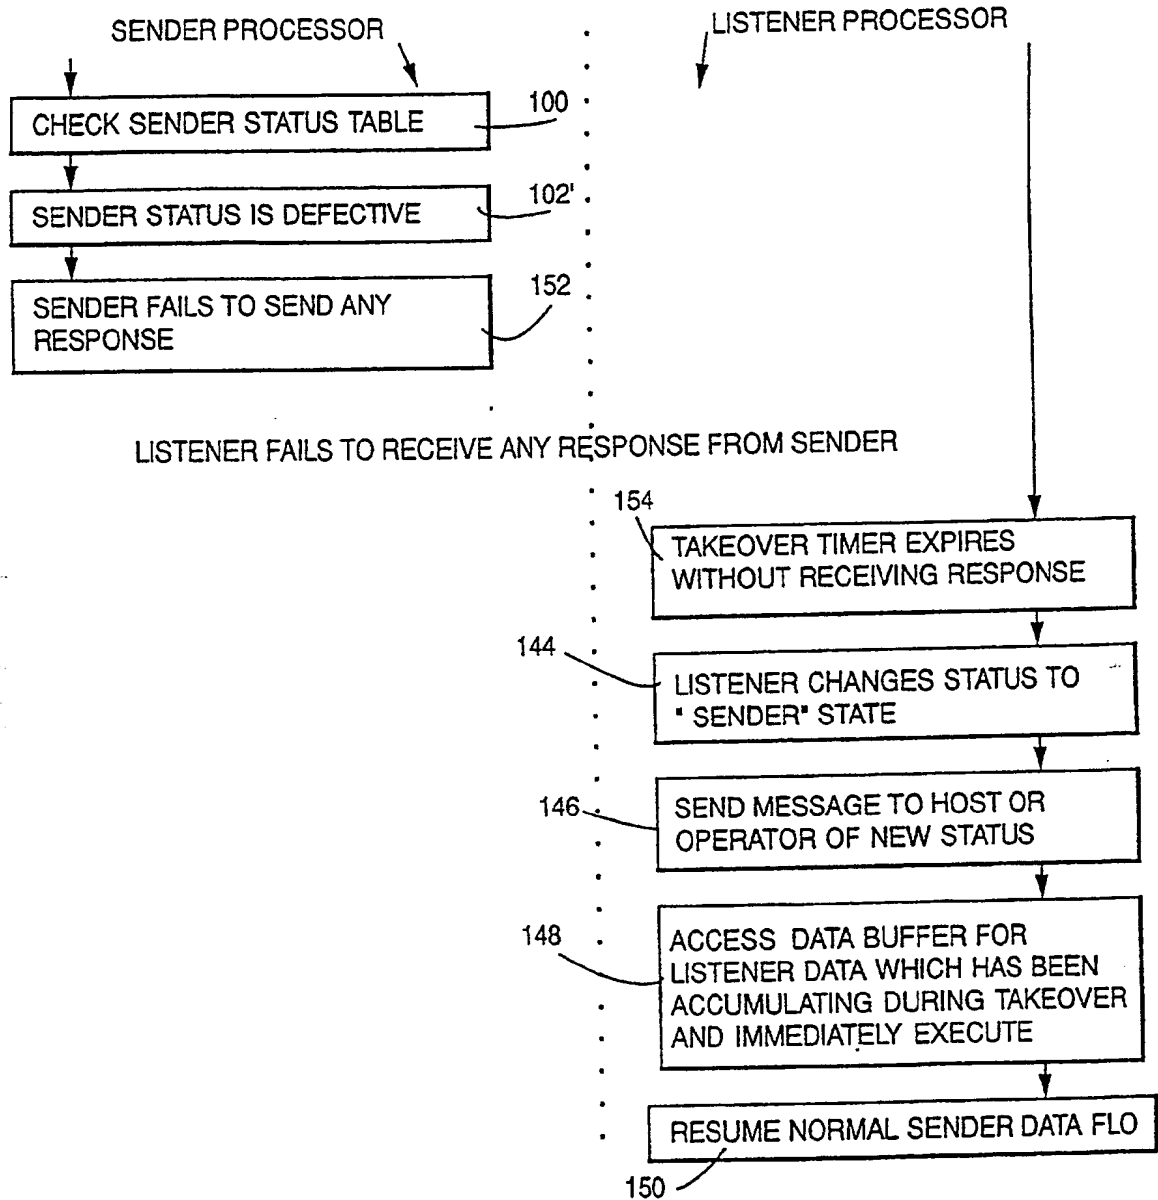 SENDER PROCESSOR
LISTENER PROCESSOR
100
CHECK SENDER STATUS TABLE
102'
SENDER STATUS IS DEFECTIVE
152
SENDER FAILS TO SEND ANY
RESPONSE
LISTENER FAILS TO RECEIVE ANY RESPONSE FROM SENDER
154
TAKEOVER TIMER EXPIRES
WITHOUT RECEIVING RESPONSE
144
LISTENER CHANGES STATUS TO
" SENDER" STATE
146
SEND MESSAGE TO HOST OR
OPERATOR OF NEW STATUS
148
ACCESS DATA BUFFER FOR
LISTENER DATA WHICH HAS BEEN
ACCUMULATING DURING TAKEOVER
AND IMMEDIATELY EXECUTE
RESUME NORMAL SENDER DATA FLO
150